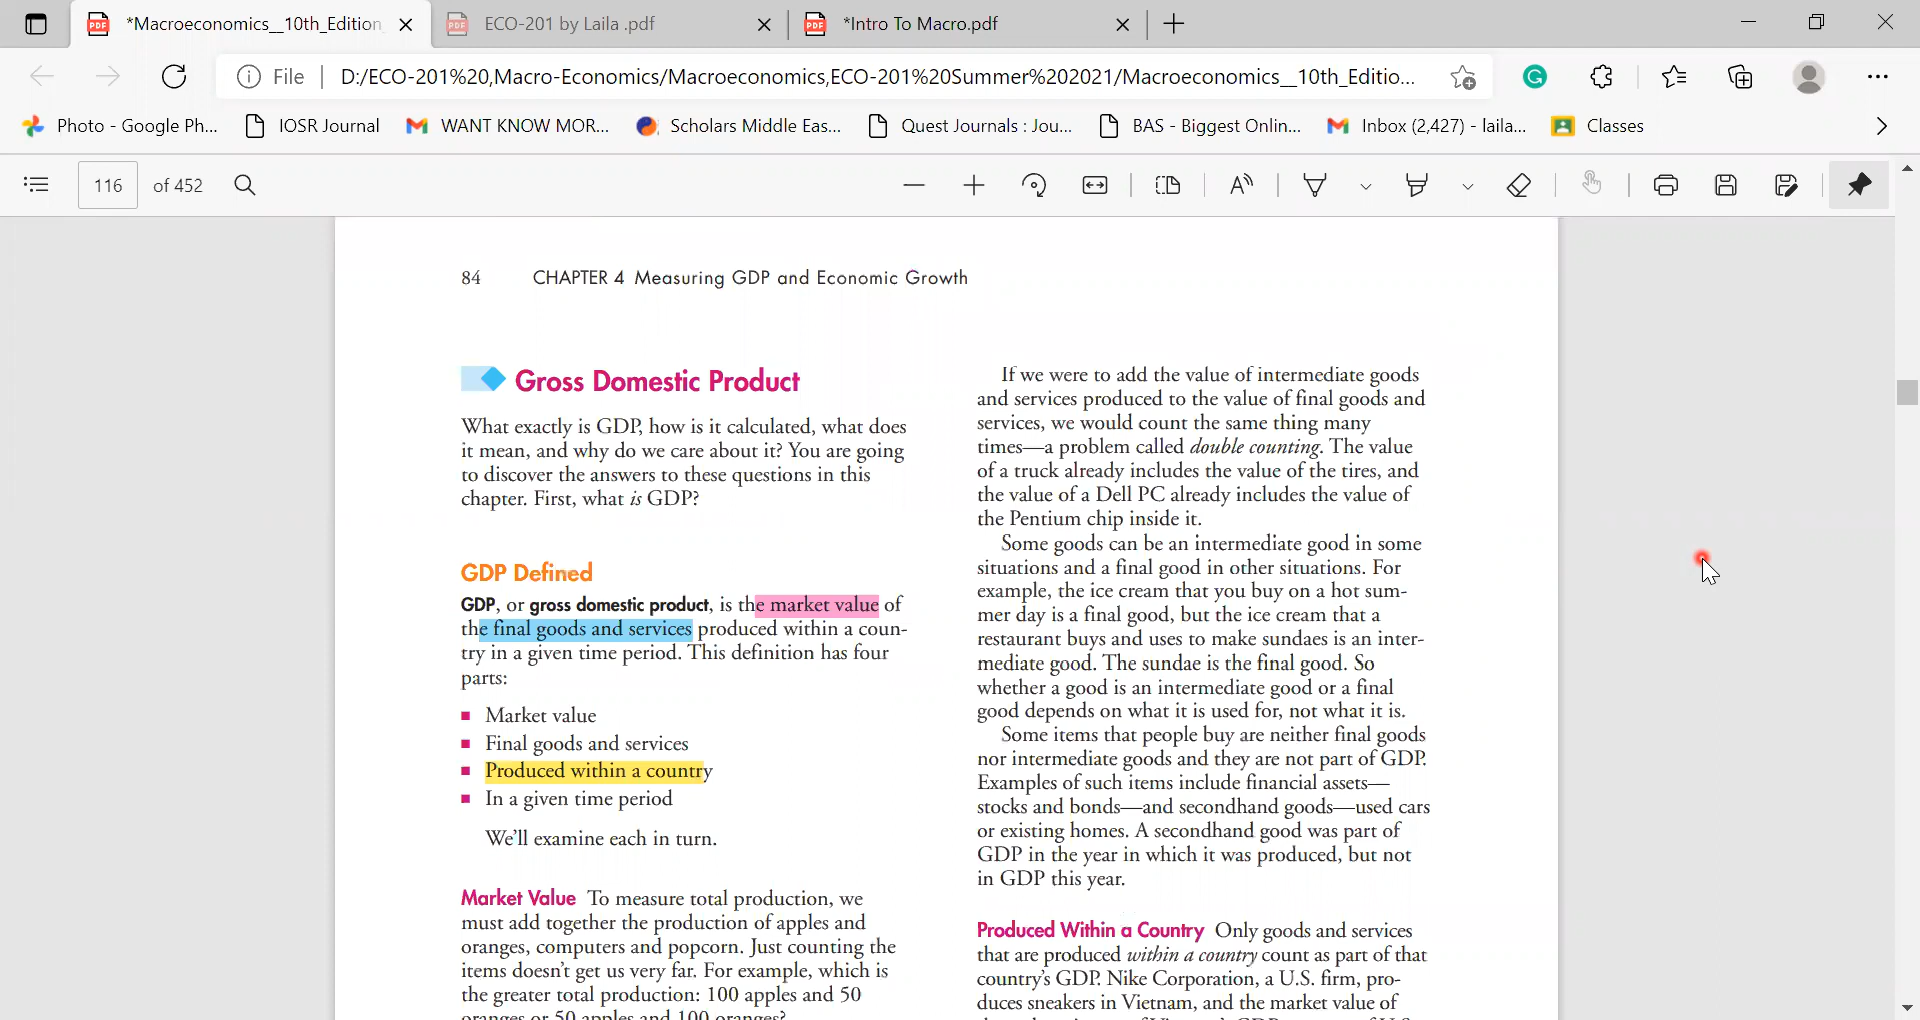 *Macroeconomics__10th_Edition
ECO-201 by Laila .pdf
*Intro To Macro.pdf
File
D:/ECO-201%20,Macro-Economics/Macroeconomics,ECO-201%20Summer%202021/Macroeconomics__10th_Editio...
Photo - Google Ph...
IOSR Journal
WANT KNOW MOR...
Scholars Middle Eas...
Quest Journals : Jou...
BAS - Biggest Onlin...
Inbox (2,427) - laila...
Classes
116 of 452
84 CHAPTER 4 Measuring GDP and Economic Growth
Gross Domestic Product
What exactly is GDP, how is it calculated, what does
it mean, and why do we care about it? You are going
to discover the answers to these questions in this
chapter. First, what is GDP?
GDP Defined
GDP, or gross domestic product, is the market value of
the final goods and services produced within a coun-
try in a given time period. This definition has four
parts:
■ Market value
■ Final goods and services
■ Produced within a country
■ In a given time period
We'll examine each in turn.
Market Value To measure total production, we
must add together the production of apples and
oranges, computers and popcorn. Just counting the
items doesn't get us very far. For example, which is
the greater total production: 100 apples and 50
oranges or 50 apples and 100 oranges?
If we were to add the value of intermediate goods
and services produced to the value of final goods and
services, we would count the same thing many
times—a problem called double counting. The value
of a truck already includes the value of the tires, and
the value of a Dell PC already includes the value of
the Pentium chip inside it.
Some goods can be an intermediate good in some
situations and a final good in other situations. For
example, the ice cream that you buy on a hot sum-
mer day is a final good, but the ice cream that a
restaurant buys and uses to make sundaes is an inter-
mediate good. The sundae is the final good. So
whether a good is an intermediate good or a final
good depends on what it is used for, not what it is.
Some items that people buy are neither final goods
nor intermediate goods and they are not part of GDP.
Examples of such items include financial assets—
stocks and bonds—and secondhand goods—used cars
or existing homes. A secondhand good was part of
GDP in the year in which it was produced, but not
in GDP this year.
Produced Within a Country Only goods and services
that are produced within a country count as part of that
country's GDP. Nike Corporation, a U.S. firm, pro-
duces sneakers in Vietnam, and the market value of